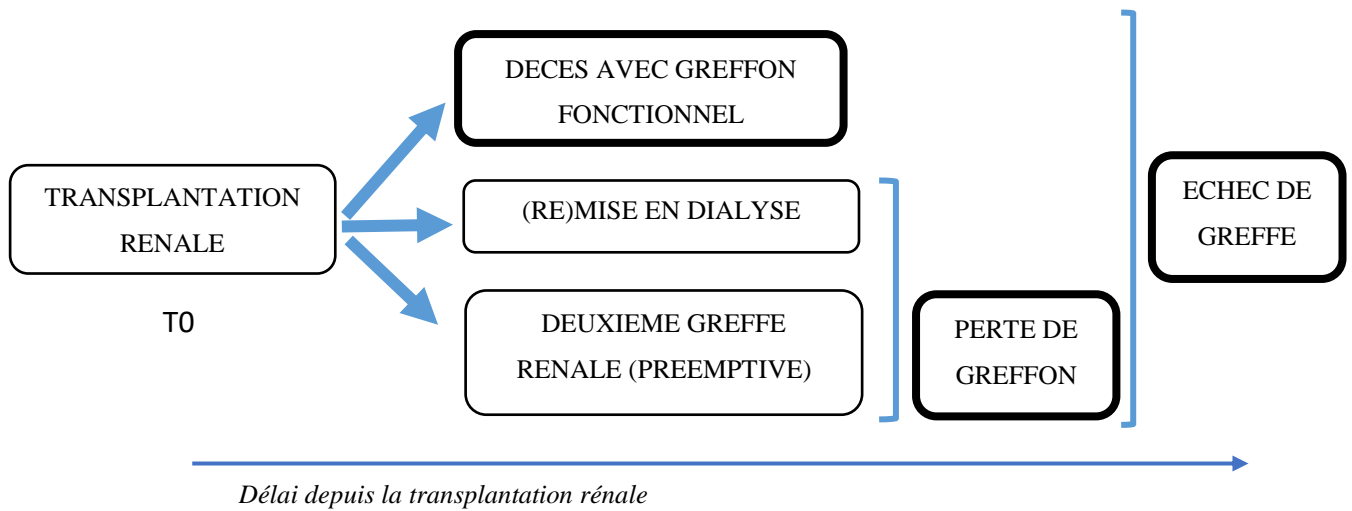 DECES AVEC GREFFON
FONCTIONNEL
TRANSPLANTATION
RENALE
T0
(RE)MISE EN DIALYSE
DEUXIEME GREFFE
RENALE (PREEMPTIVE)
PERTE DE
GREFFON
ECHEC DE
GREFFE
Délai depuis la transplantation rénale